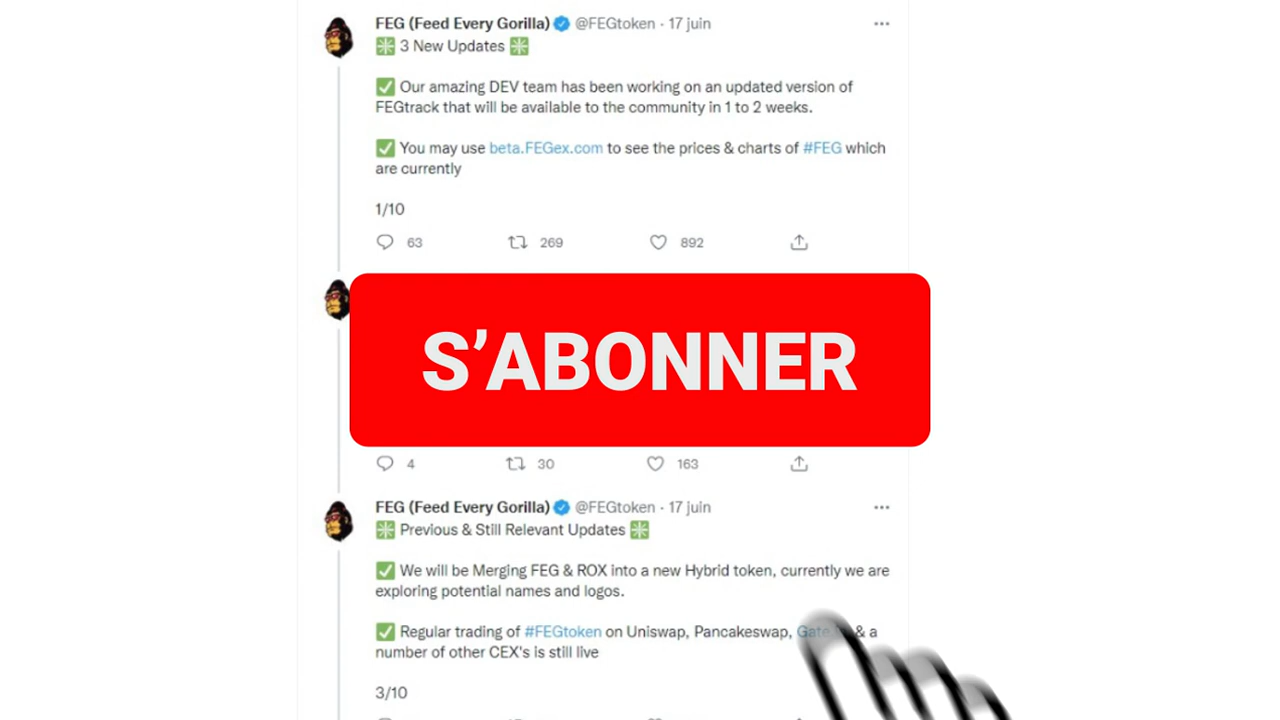 FEG (Feed Every Gorilla) @FEGtoken · 17 juin
3 New Updates
Our amazing DEV team has been working on an updated version of
FEGtrack that will be available to the community in 1 to 2 weeks.
You may use beta.FEGex.com to see the prices & charts of #FEG which
are currently
1/10
63 269 892
S'ABONNER
4 30 163
FEG (Feed Every Gorilla) @FEGtoken · 17 juin
Previous & Still Relevant Updates
We will be Merging FEG & ROX into a new Hybrid token, currently we are
exploring potential names and logos.
Regular trading of #FEGtoken on Uniswap, Pancakeswap, & a
number of other CEX's is still live
3/10